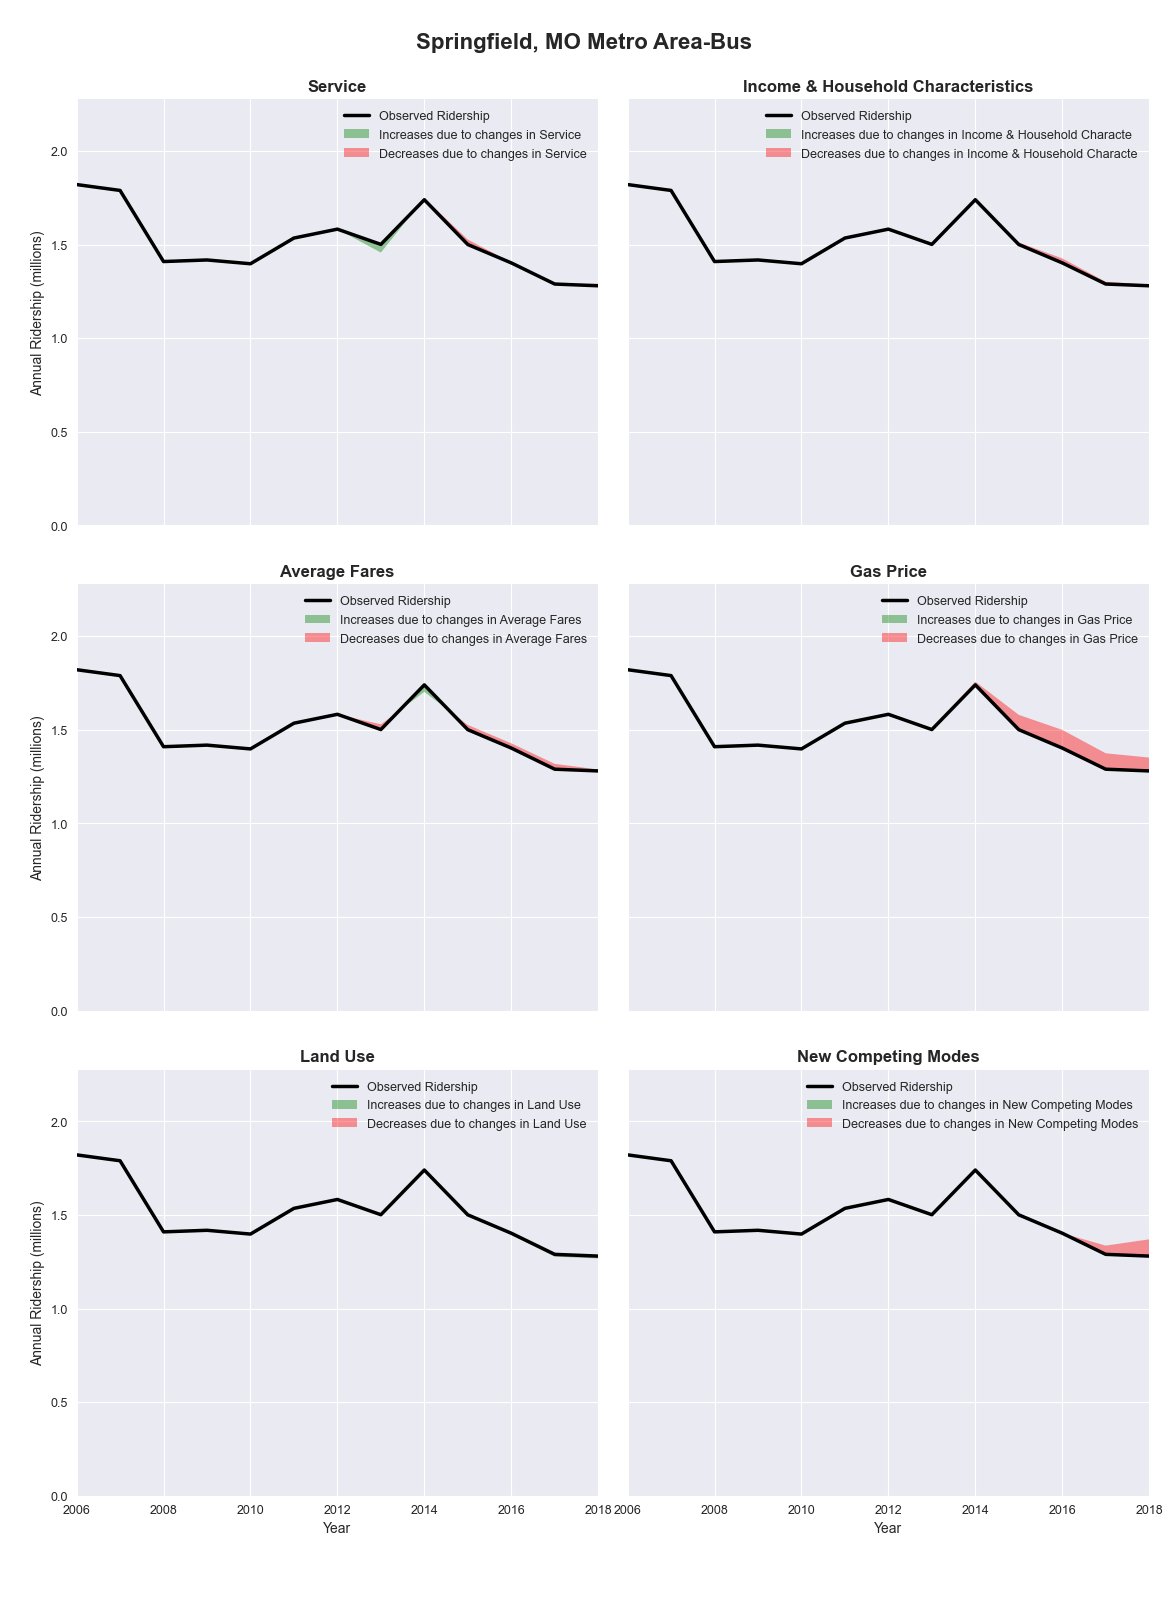 Springfield, MO Metro Area-Bus
Service
Observed Ridership
Increases due to changes in Service
Decreases due to changes in Service
2.0
1.5
1.0
0.5
0.0
Annual Ridership (millions)
Income & Household Characteristics
Observed Ridership
Increases due to changes in Income & Household Characte
Decreases due to changes in Income & Household Characte
Average Fares
Observed Ridership
Increases due to changes in Average Fares
Decreases due to changes in Average Fares
2.0
1.5
1.0
0.5
0.0
Annual Ridership (millions)
Gas Price
Observed Ridership
Increases due to changes in Gas Price
Decreases due to changes in Gas Price
Land Use
Observed Ridership
Increases due to changes in Land Use
Decreases due to changes in Land Use
2.0
1.5
1.0
0.5
0.0
Annual Ridership (millions)
2006 2008 2010 2012 2014 2016 2018
Year
New Competing Modes
Observed Ridership
Increases due to changes in New Competing Modes
Decreases due to changes in New Competing Modes
2006 2008 2010 2012 2014 2016 2018
Year